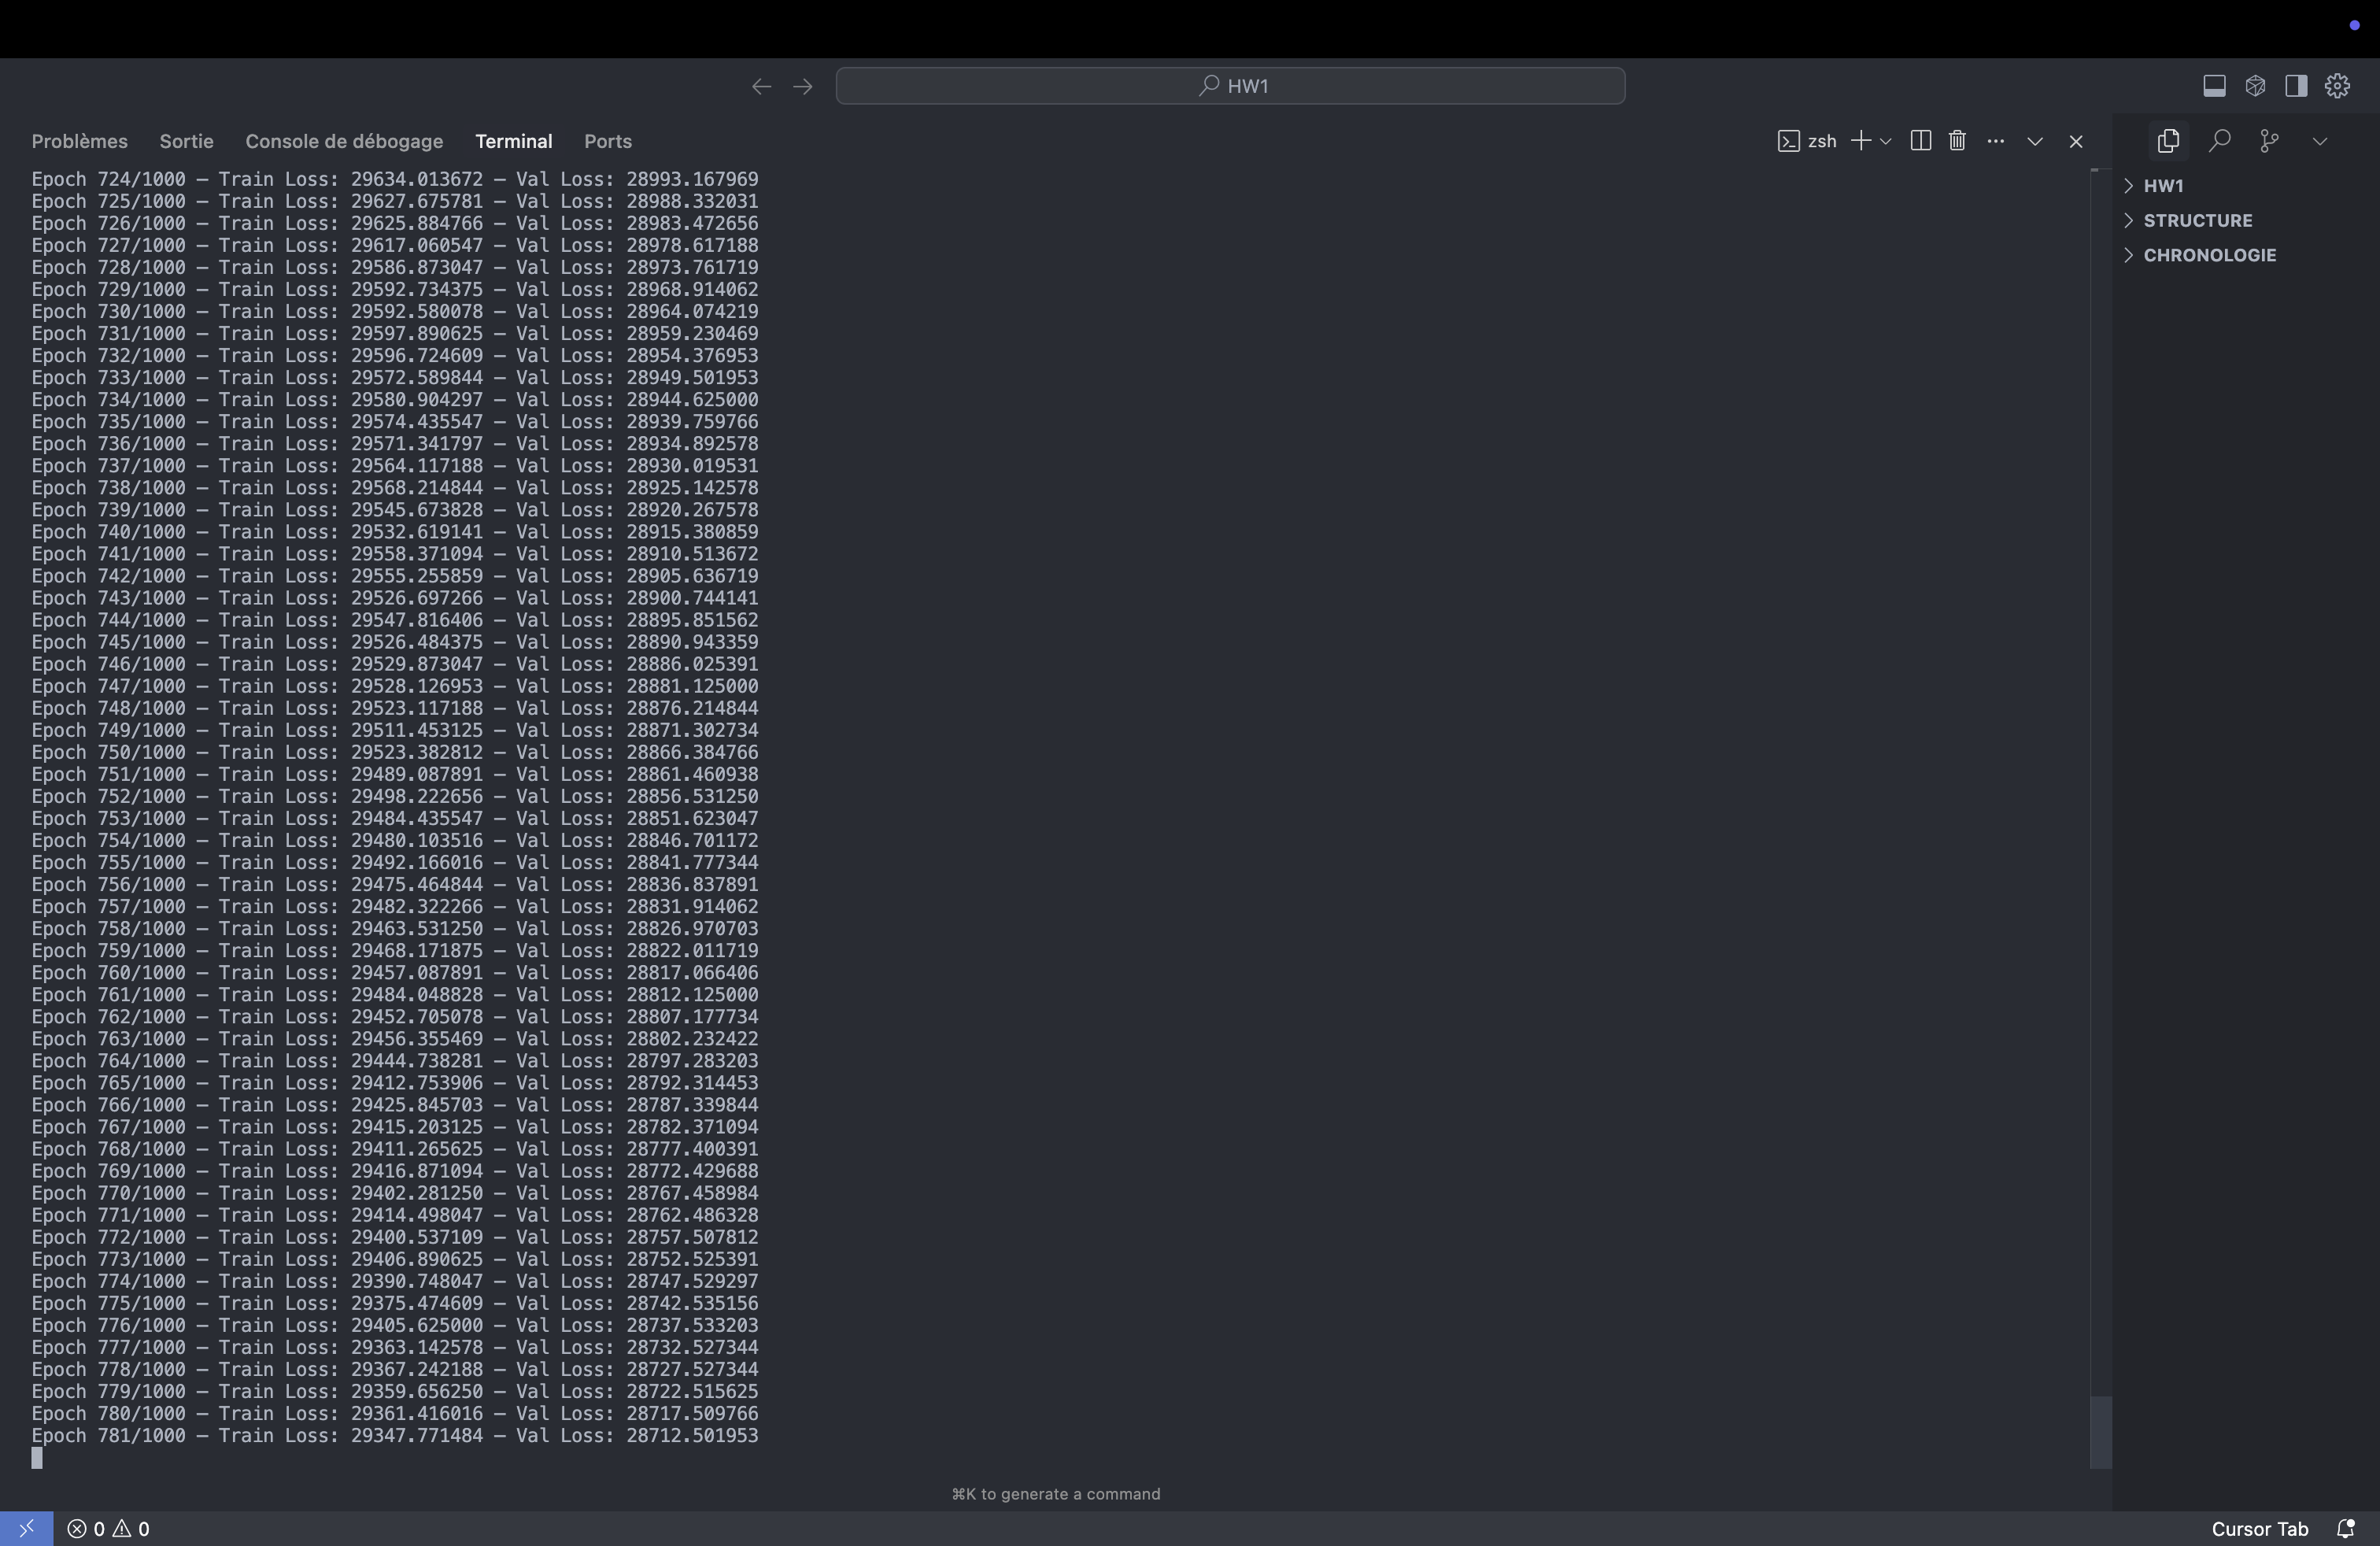 HW1
Problèmes Sortie Console de débogage Terminal Ports zsh
Epoch 724/1000 — Train Loss: 29634.013672 — Val Loss: 28993.167969
Epoch 725/1000 — Train Loss: 29627.675781 — Val Loss: 28988.332031
Epoch 726/1000 — Train Loss: 29625.884766 — Val Loss: 28983.472656
Epoch 727/1000 — Train Loss: 29617.060547 — Val Loss: 28978.617188
Epoch 728/1000 — Train Loss: 29586.873047 — Val Loss: 28973.761719
Epoch 729/1000 — Train Loss: 29592.734375 — Val Loss: 28968.914062
Epoch 730/1000 — Train Loss: 29592.580078 — Val Loss: 28964.074219
Epoch 731/1000 — Train Loss: 29597.890625 — Val Loss: 28959.230469
Epoch 732/1000 — Train Loss: 29596.724609 — Val Loss: 28954.376953
Epoch 733/1000 — Train Loss: 29572.589844 — Val Loss: 28949.501953
Epoch 734/1000 — Train Loss: 29580.904297 — Val Loss: 28944.625000
Epoch 735/1000 — Train Loss: 29574.435547 — Val Loss: 28939.759766
Epoch 736/1000 — Train Loss: 29571.341797 — Val Loss: 28934.892578
Epoch 737/1000 — Train Loss: 29564.117188 — Val Loss: 28930.019531
Epoch 738/1000 — Train Loss: 29568.214844 — Val Loss: 28925.142578
Epoch 739/1000 — Train Loss: 29545.673828 — Val Loss: 28920.267578
Epoch 740/1000 — Train Loss: 29532.619141 — Val Loss: 28915.380859
Epoch 741/1000 — Train Loss: 29558.371094 — Val Loss: 28910.513672
Epoch 742/1000 — Train Loss: 29555.255859 — Val Loss: 28905.636719
Epoch 743/1000 — Train Loss: 29526.697266 — Val Loss: 28900.744141
Epoch 744/1000 — Train Loss: 29547.816406 — Val Loss: 28895.851562
Epoch 745/1000 — Train Loss: 29526.484375 — Val Loss: 28890.943359
Epoch 746/1000 — Train Loss: 29529.873047 — Val Loss: 28886.025391
Epoch 747/1000 — Train Loss: 29528.126953 — Val Loss: 28881.125000
Epoch 748/1000 — Train Loss: 29523.117188 — Val Loss: 28876.214844
Epoch 749/1000 — Train Loss: 29511.453125 — Val Loss: 28871.302734
Epoch 750/1000 — Train Loss: 29523.382812 — Val Loss: 28866.384766
Epoch 751/1000 — Train Loss: 29489.087891 — Val Loss: 28861.460938
Epoch 752/1000 — Train Loss: 29498.222656 — Val Loss: 28856.531250
Epoch 753/1000 — Train Loss: 29484.435547 — Val Loss: 28851.623047
Epoch 754/1000 — Train Loss: 29480.103516 — Val Loss: 28846.701172
Epoch 755/1000 — Train Loss: 29492.166016 — Val Loss: 28841.777344
Epoch 756/1000 — Train Loss: 29475.464844 — Val Loss: 28836.837891
Epoch 757/1000 — Train Loss: 29482.322266 — Val Loss: 28831.914062
Epoch 758/1000 — Train Loss: 29463.531250 — Val Loss: 28826.970703
Epoch 759/1000 — Train Loss: 29468.171875 — Val Loss: 28822.011719
Epoch 760/1000 — Train Loss: 29457.087891 — Val Loss: 28817.066406
Epoch 761/1000 — Train Loss: 29484.048828 — Val Loss: 28812.125000
Epoch 762/1000 — Train Loss: 29452.705078 — Val Loss: 28807.177734
Epoch 763/1000 — Train Loss: 29456.355469 — Val Loss: 28802.232422
Epoch 764/1000 — Train Loss: 29444.738281 — Val Loss: 28797.283203
Epoch 765/1000 — Train Loss: 29412.753906 — Val Loss: 28792.314453
Epoch 766/1000 — Train Loss: 29425.845703 — Val Loss: 28787.339844
Epoch 767/1000 — Train Loss: 29415.203125 — Val Loss: 28782.371094
Epoch 768/1000 — Train Loss: 29411.265625 — Val Loss: 28777.400391
Epoch 769/1000 — Train Loss: 29416.871094 — Val Loss: 28772.429688
Epoch 770/1000 — Train Loss: 29402.281250 — Val Loss: 28767.458984
Epoch 771/1000 — Train Loss: 29414.498047 — Val Loss: 28762.486328
Epoch 772/1000 — Train Loss: 29400.537109 — Val Loss: 28757.507812
Epoch 773/1000 — Train Loss: 29406.890625 — Val Loss: 28752.525391
Epoch 774/1000 — Train Loss: 29390.748047 — Val Loss: 28747.529297
Epoch 775/1000 — Train Loss: 29375.474609 — Val Loss: 28742.535156
Epoch 776/1000 — Train Loss: 29405.625000 — Val Loss: 28737.533203
Epoch 777/1000 — Train Loss: 29363.142578 — Val Loss: 28732.527344
Epoch 778/1000 — Train Loss: 29367.242188 — Val Loss: 28727.527344
Epoch 779/1000 — Train Loss: 29359.656250 — Val Loss: 28722.515625
Epoch 780/1000 — Train Loss: 29361.416016 — Val Loss: 28717.509766
Epoch 781/1000 — Train Loss: 29347.771484 — Val Loss: 28712.501953
⌘K to generate a command
HW1
STRUCTURE
CHRONOLOGIE
0 0
Cursor Tab